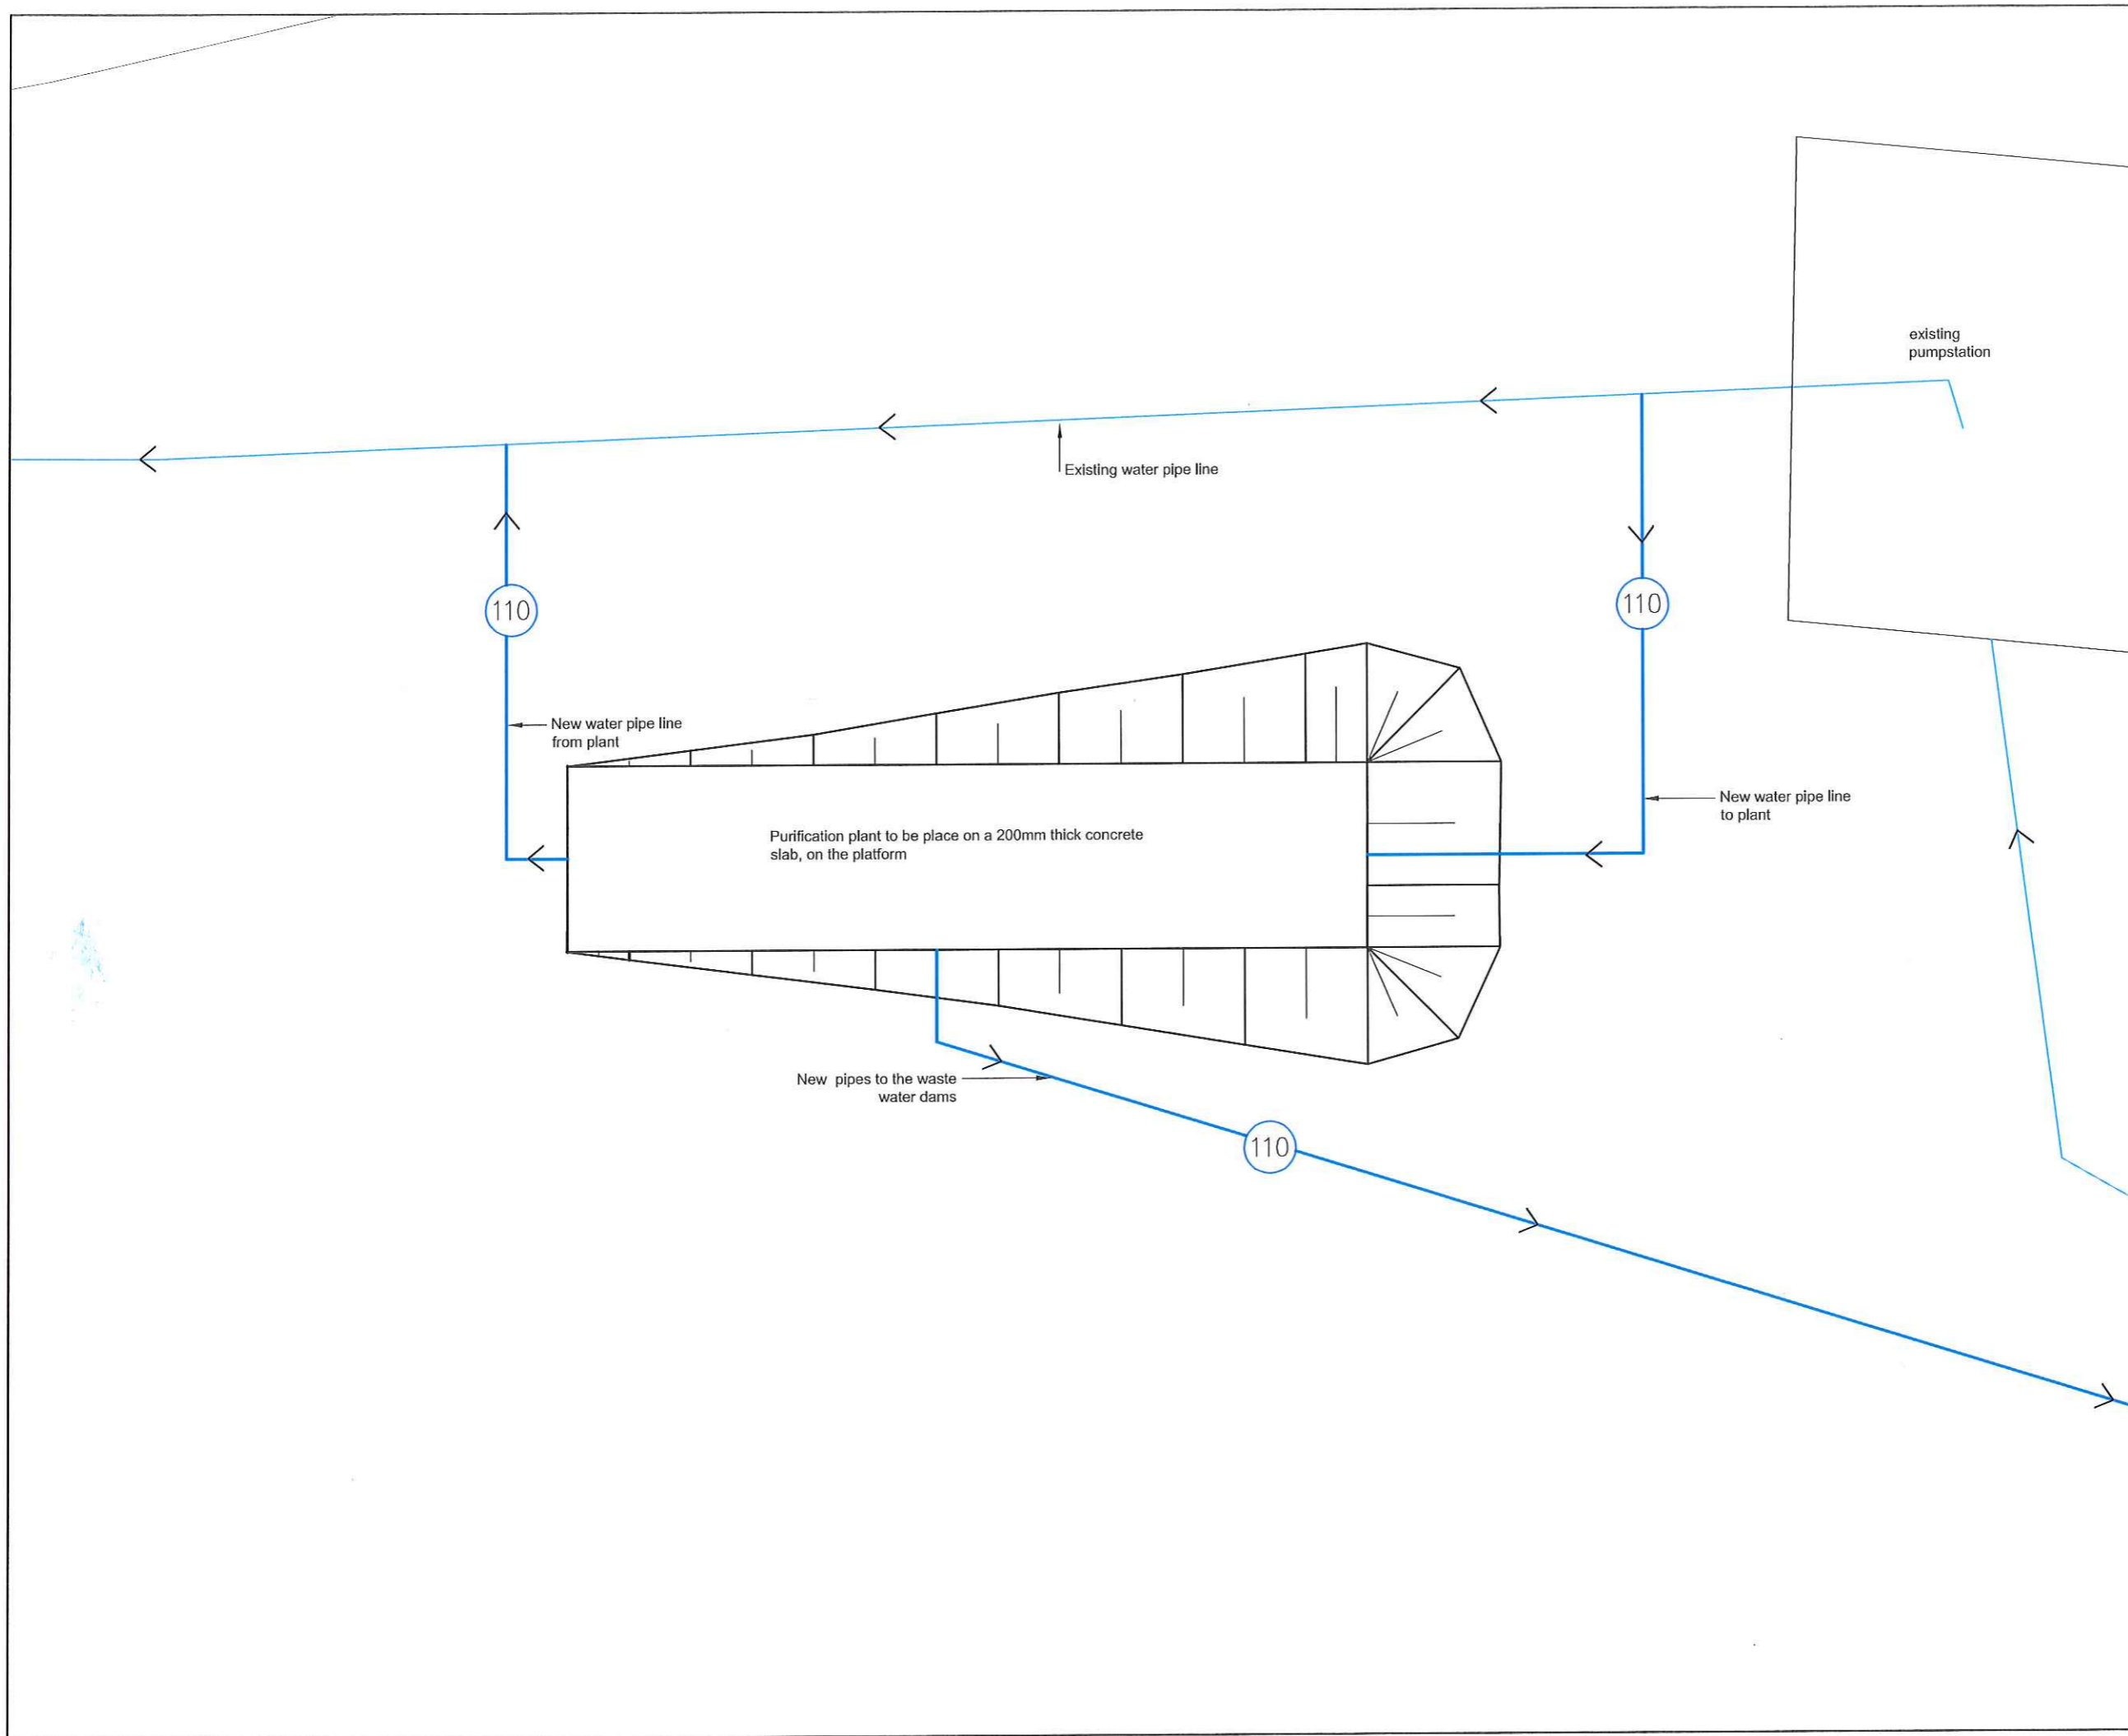 existing
pumpstation
Existing water pipe line
110
110
New water pipe line
from plant
New water pipe line
to plant
Purification plant to be place on a 200mm thick concrete
slab, on the platform
New pipes to the waste
water dams
110